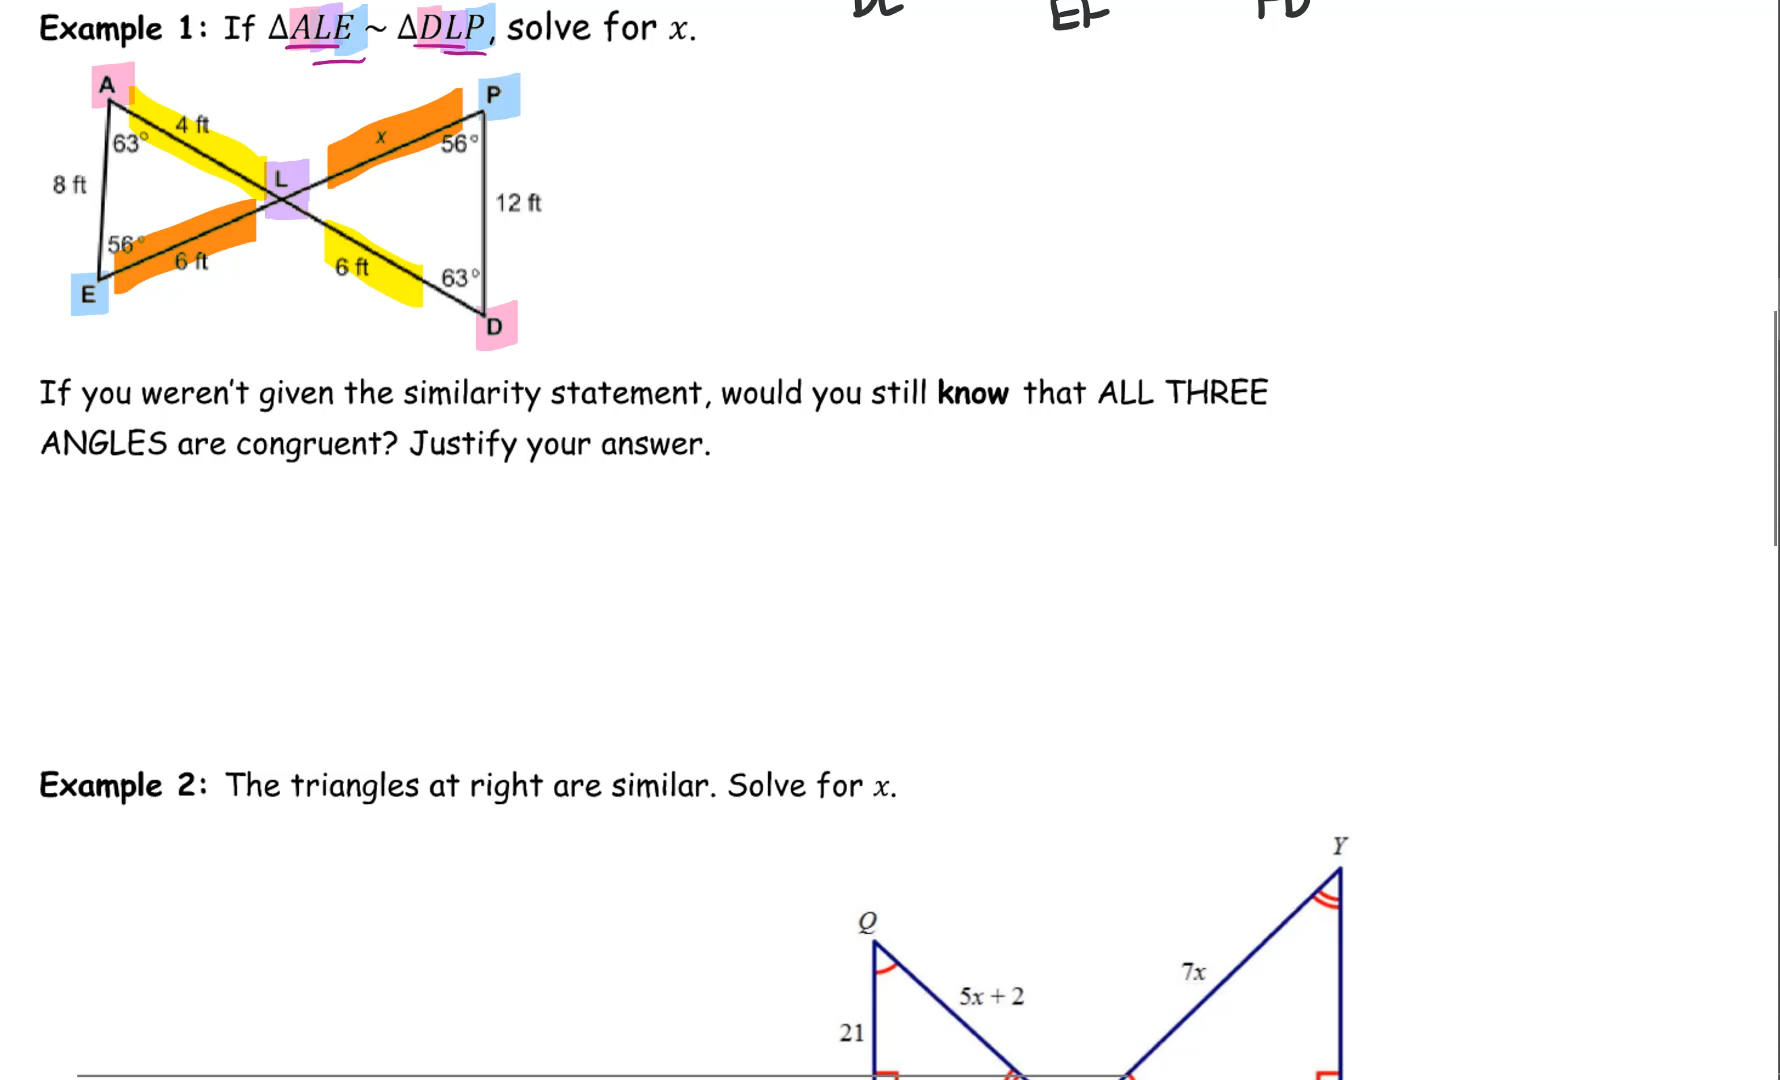 Example 1: If ΔALE ~ ΔDLP, solve for x.
A
P
4 ft
x
63°
56°
L
8 ft
12 ft
56°
6 ft
6 ft
63°
E
D
If you weren't given the similarity statement, would you still know that ALL THREE
ANGLES are congruent? Justify your answer.
Example 2: The triangles at right are similar. Solve for x.
Y
Q
7x
5x + 2
21